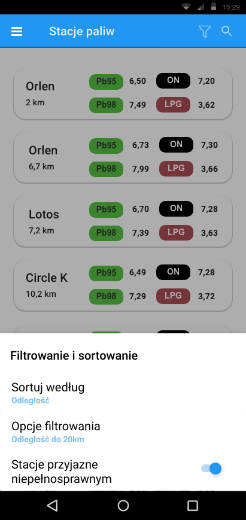 15:29
Stacje paliw
Orlen Pb95 6,50 ON 7,20
2 km Pb98 7,49 LPG 3,62
Orlen Pb95 6,73 ON 7,30
6,7 km Pb98 7,99 LPG 3,66
Lotos Pb95 6,70 ON 7,28
7,2 km Pb98 7,39 LPG 3,63
Circle K Pb95 6,49 ON 7,28
10,2 km Pb98 7,29 LPG 3,72
Filtrowanie i sortowanie
Sortuj według
Odległość
Opcje filtrowania
Odległość do 20km
Stacje przyjazne
niepełnosprawnym